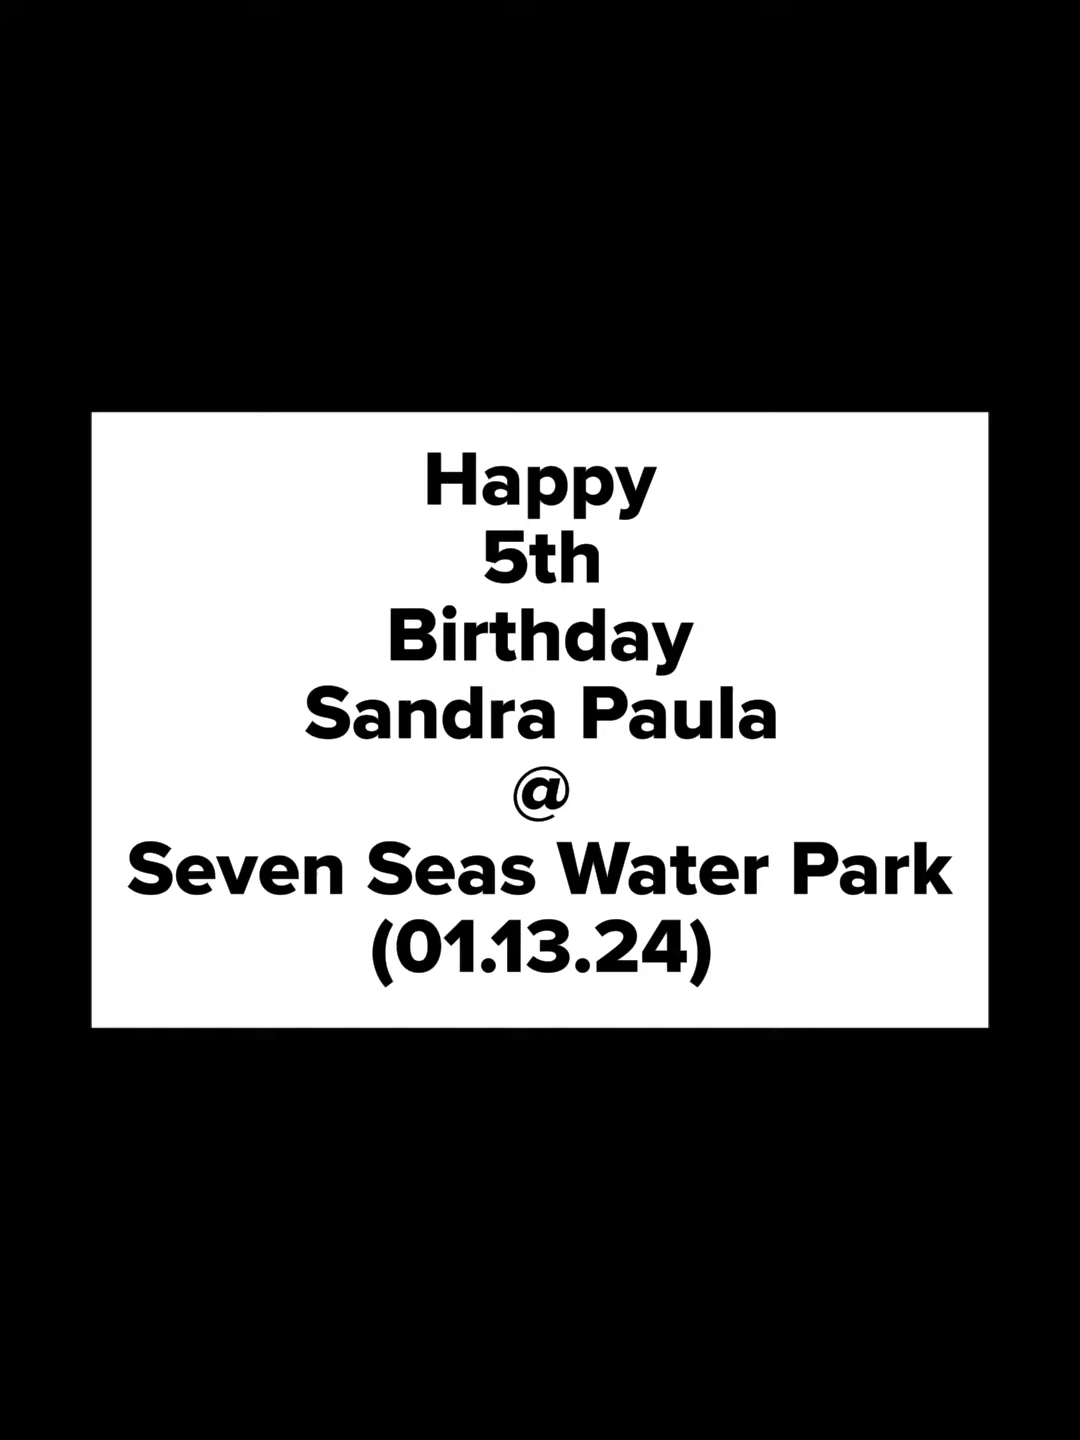 Happy
5th
Birthday
Sandra Paula
@
Seven Seas Water Park
(01.13.24)